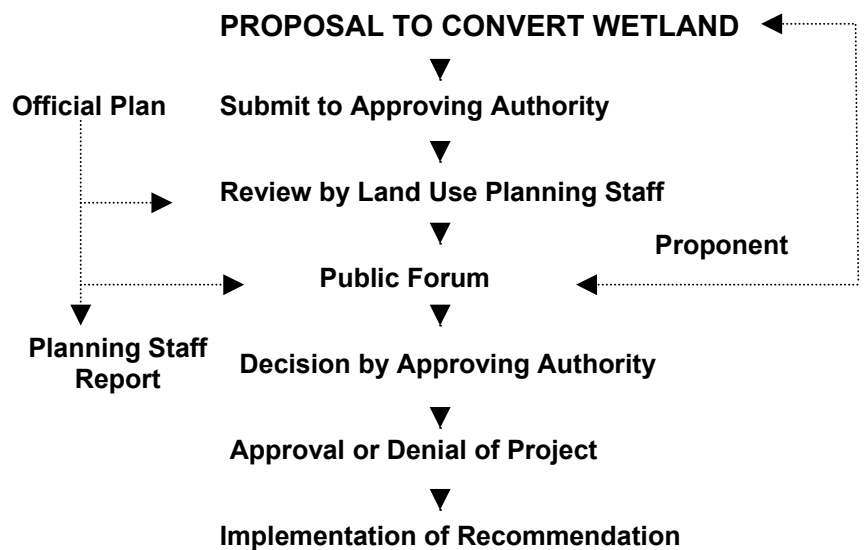 PROPOSAL TO CONVERT WETLAND
Official Plan
Submit to Approving Authority
Review by Land Use Planning Staff
Proponent
Public Forum
Planning Staff
Report
Decision by Approving Authority
Approval or Denial of Project
Implementation of Recommendation